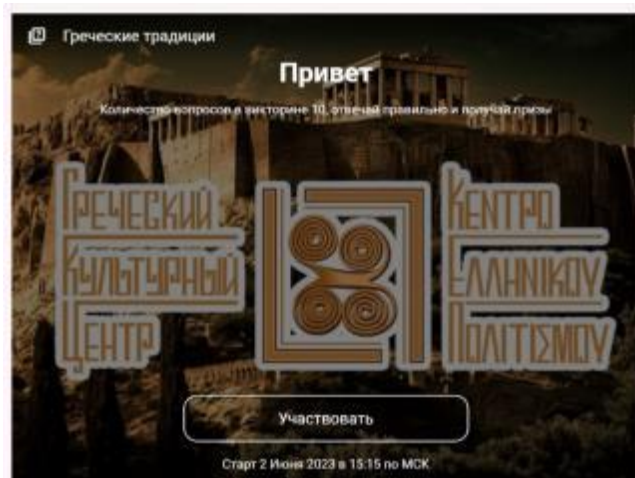 Греческие традиции
Привет
Количество вопросов в викторине 10, отвечай правильно и получай призы
ГРЕЧЕСКИЙ
КУЛЬТУРНЫЙ
ЦЕНТР
ΚΕΝΤΡΟ
ΕΛΛΗΝΙΚΟΥ
ΠΟΛΙΤΙΣΜΟΥ
Участвовать
Старт 2 Июня 2023 в 15:15 по МСК